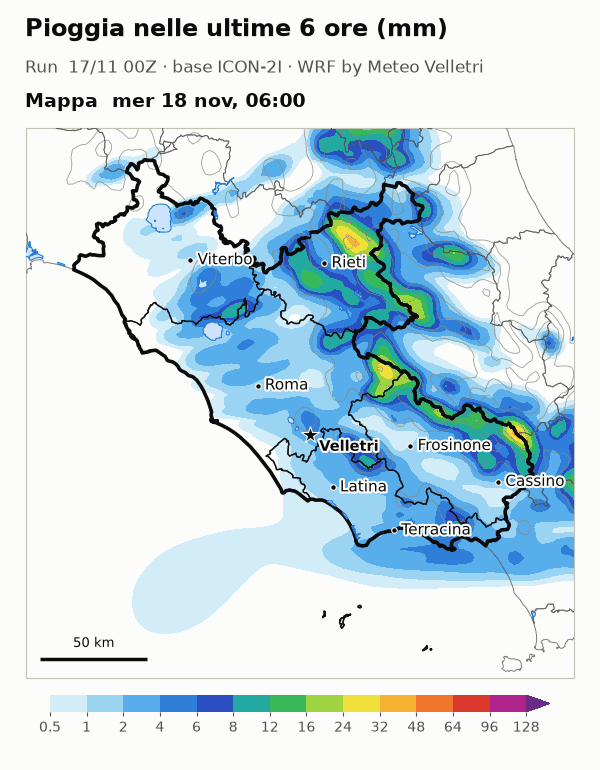 Pioggia nelle ultime 6 ore (mm)
Run  17/11 00Z · base ICON-2I · WRF by Meteo Velletri
Mappa  mer 18 nov, 06:00
Viterbo
Rieti
Roma
Velletri
Frosinone
Latina
Cassino
Terracina
50 km
0.5 1 2 4 6 8 12 16 24 32 48 64 96 128